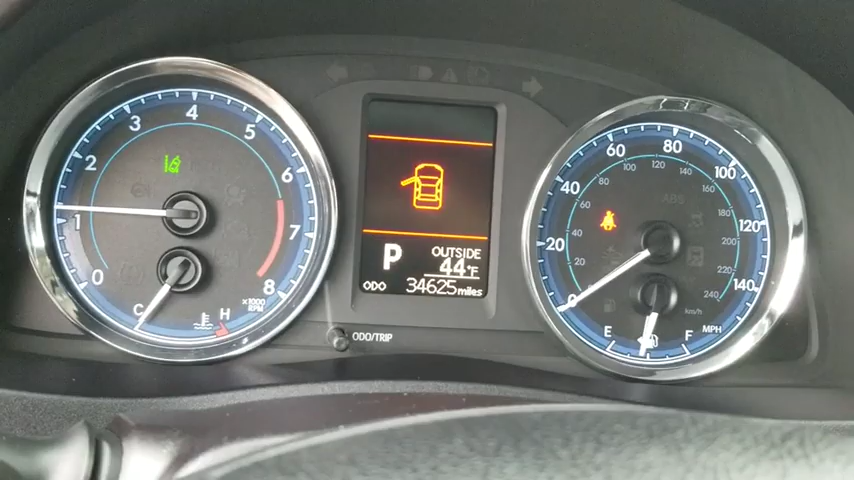 0 1 2 3 4 5 6 7 8
x1000
RPM
C H
P
OUTSIDE
44°F
ODO 34625 miles
ODO/TRIP
0 20 40 60 80 100 120 140
20 40 60 80 100 120 140 160 180 200 220 240
km/h
MPH
ABS
E F